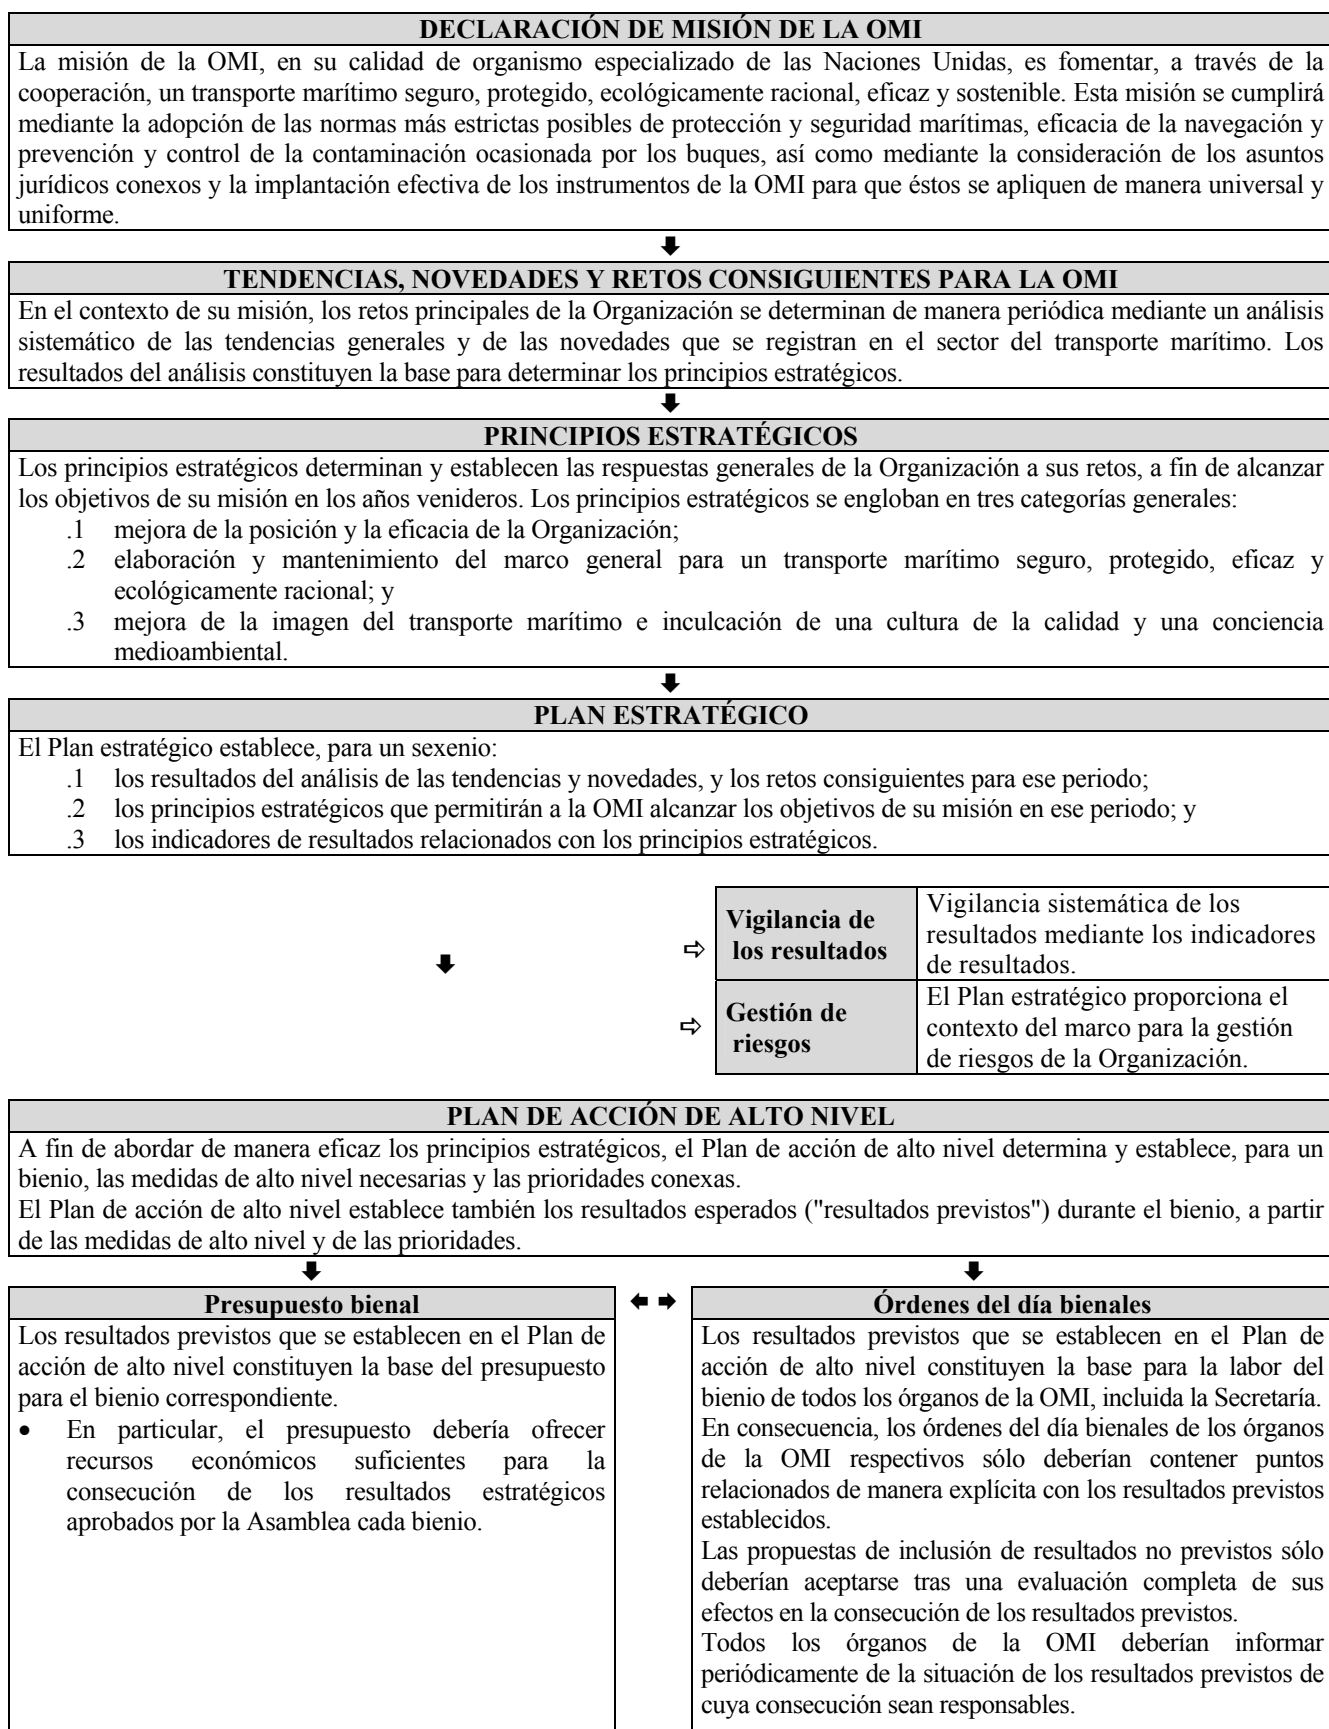 DECLARACIÓN DE MISIÓN DE LA OMI
La misión de la OMI, en su calidad de organismo especializado de las Naciones Unidas, es fomentar, a través de la
cooperación, un transporte marítimo seguro, protegido, ecológicamente racional, eficaz y sostenible. Esta misión se cumplirá
mediante la adopción de las normas más estrictas posibles de protección y seguridad marítimas, eficacia de la navegación y
prevención y control de la contaminación ocasionada por los buques, así como mediante la consideración de los asuntos
jurídicos conexos y la implantación efectiva de los instrumentos de la OMI para que éstos se apliquen de manera universal y
uniforme.
TENDENCIAS, NOVEDADES Y RETOS CONSIGUIENTES PARA LA OMI
En el contexto de su misión, los retos principales de la Organización se determinan de manera periódica mediante un análisis
sistemático de las tendencias generales y de las novedades que se registran en el sector del transporte marítimo. Los
resultados del análisis constituyen la base para determinar los principios estratégicos.
PRINCIPIOS ESTRATÉGICOS
Los principios estratégicos determinan y establecen las respuestas generales de la Organización a sus retos, a fin de alcanzar
los objetivos de su misión en los años venideros. Los principios estratégicos se engloban en tres categorías generales:
.1 mejora de la posición y la eficacia de la Organización;
.2 elaboración y mantenimiento del marco general para un transporte marítimo seguro, protegido, eficaz y
ecológicamente racional; y
.3 mejora de la imagen del transporte marítimo e inculcación de una cultura de la calidad y una conciencia
medioambiental.
PLAN ESTRATÉGICO
El Plan estratégico establece, para un sexenio:
.1 los resultados del análisis de las tendencias y novedades, y los retos consiguientes para ese periodo;
.2 los principios estratégicos que permitirán a la OMI alcanzar los objetivos de su misión en ese periodo; y
.3 los indicadores de resultados relacionados con los principios estratégicos.
Vigilancia de
los resultados
Vigilancia sistemática de los
resultados mediante los indicadores
de resultados.
Gestión de
riesgos
El Plan estratégico proporciona el
contexto del marco para la gestión
de riesgos de la Organización.
PLAN DE ACCIÓN DE ALTO NIVEL
A fin de abordar de manera eficaz los principios estratégicos, el Plan de acción de alto nivel determina y establece, para un
bienio, las medidas de alto nivel necesarias y las prioridades conexas.
El Plan de acción de alto nivel establece también los resultados esperados ("resultados previstos") durante el bienio, a partir
de las medidas de alto nivel y de las prioridades.
Presupuesto bienal
Los resultados previstos que se establecen en el Plan de
acción de alto nivel constituyen la base del presupuesto
para el bienio correspondiente.
• En particular, el presupuesto debería ofrecer
recursos económicos suficientes para la
consecución de los resultados estratégicos
aprobados por la Asamblea cada bienio.
Órdenes del día bienales
Los resultados previstos que se establecen en el Plan de
acción de alto nivel constituyen la base para la labor del
bienio de todos los órganos de la OMI, incluida la Secretaría.
En consecuencia, los órdenes del día bienales de los órganos
de la OMI respectivos sólo deberían contener puntos
relacionados de manera explícita con los resultados previstos
establecidos.
Las propuestas de inclusión de resultados no previstos sólo
deberían aceptarse tras una evaluación completa de sus
efectos en la consecución de los resultados previstos.
Todos los órganos de la OMI deberían informar
periódicamente de la situación de los resultados previstos de
cuya consecución sean responsables.